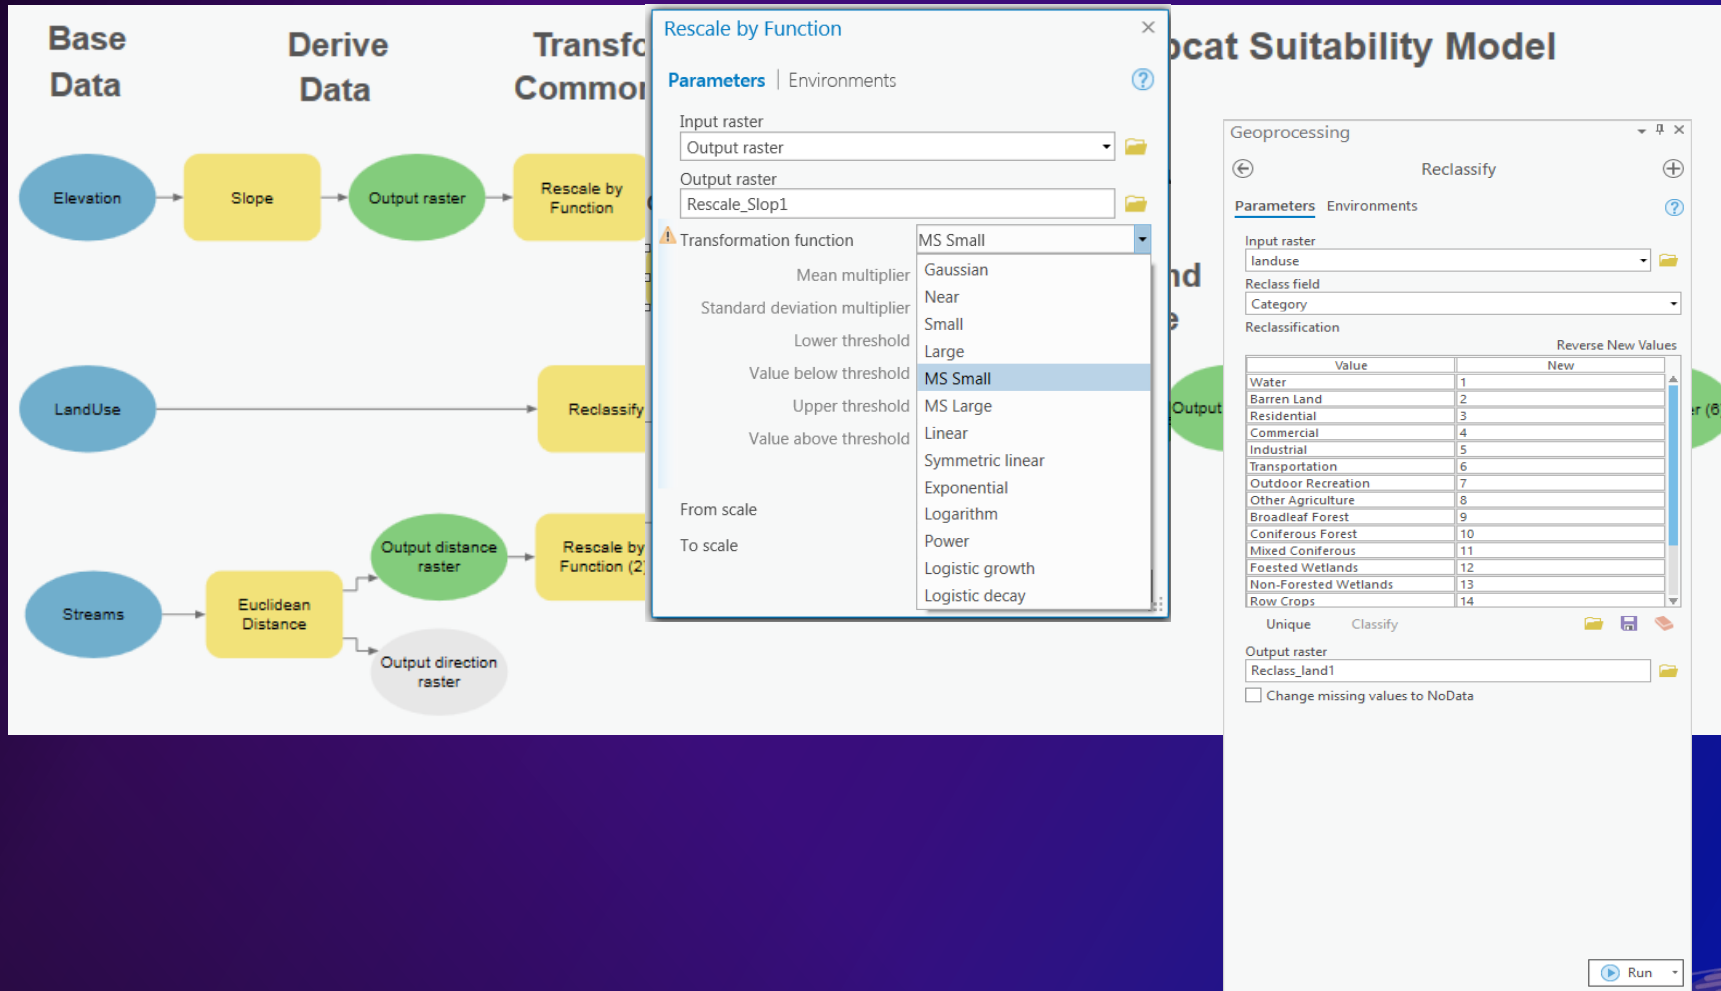 Base
Data
Derive
Data
Transfo
Common
ocat Suitability Model
Elevation
Slope
Output raster
Rescale by
Function
LandUse
Reclassify
Streams
Euclidean
Distance
Output distance
raster
Output direction
raster
Rescale by
Function (2)
nd
e
Output
er (6
Rescale by Function
Parameters | Environments
Input raster
Output raster
Output raster
Rescale_Slop1
Transformation function
MS Small
Mean multiplier
Standard deviation multiplier
Lower threshold
Value below threshold
Upper threshold
Value above threshold
From scale
To scale
Gaussian
Near
Small
Large
MS Small
MS Large
Linear
Symmetric linear
Exponential
Logarithm
Power
Logistic growth
Logistic decay
Geoprocessing
Reclassify
Parameters Environments
Input raster
landuse
Reclass field
Category
Reclassification
Reverse New Values
Value New
Water 1
Barren Land 2
Residential 3
Commercial 4
Industrial 5
Transportation 6
Outdoor Recreation 7
Other Agriculture 8
Broadleaf Forest 9
Coniferous Forest 10
Mixed Coniferous 11
Foested Wetlands 12
Non-Forested Wetlands 13
Row Crops 14
Unique Classify
Output raster
Reclass_land1
Change missing values to NoData
Run